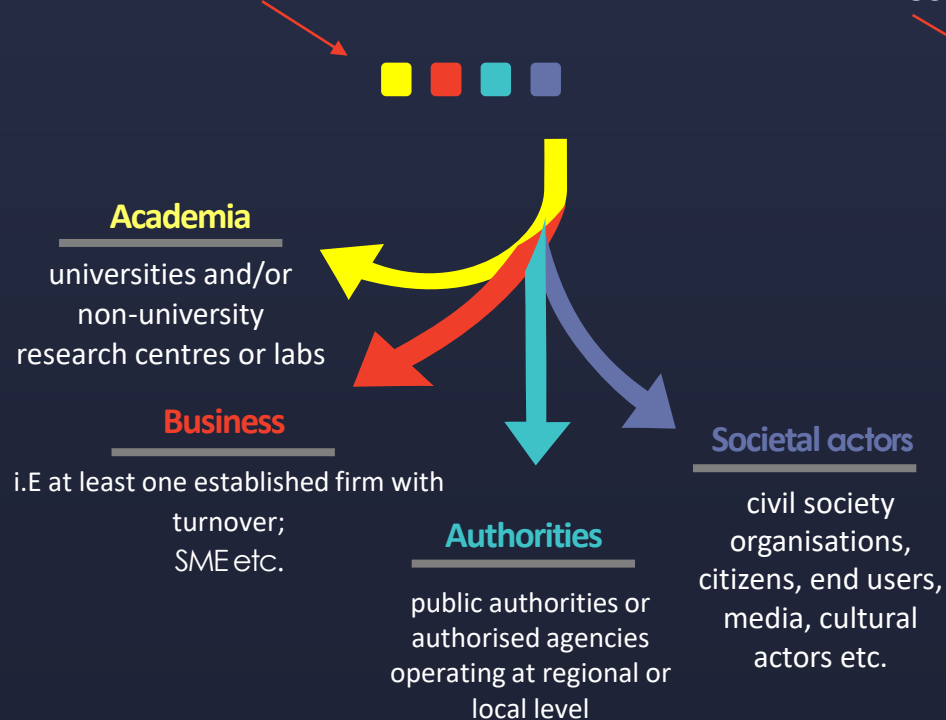 Academia
universities and/or
non-university
research centres or labs
Business
i.E at least one established firm with
turnover;
SME etc.
Authorities
public authorities or
authorised agencies
operating at regional or
local level
Societal actors
civil society
organisations,
citizens, end users,
media, cultural
actors etc.